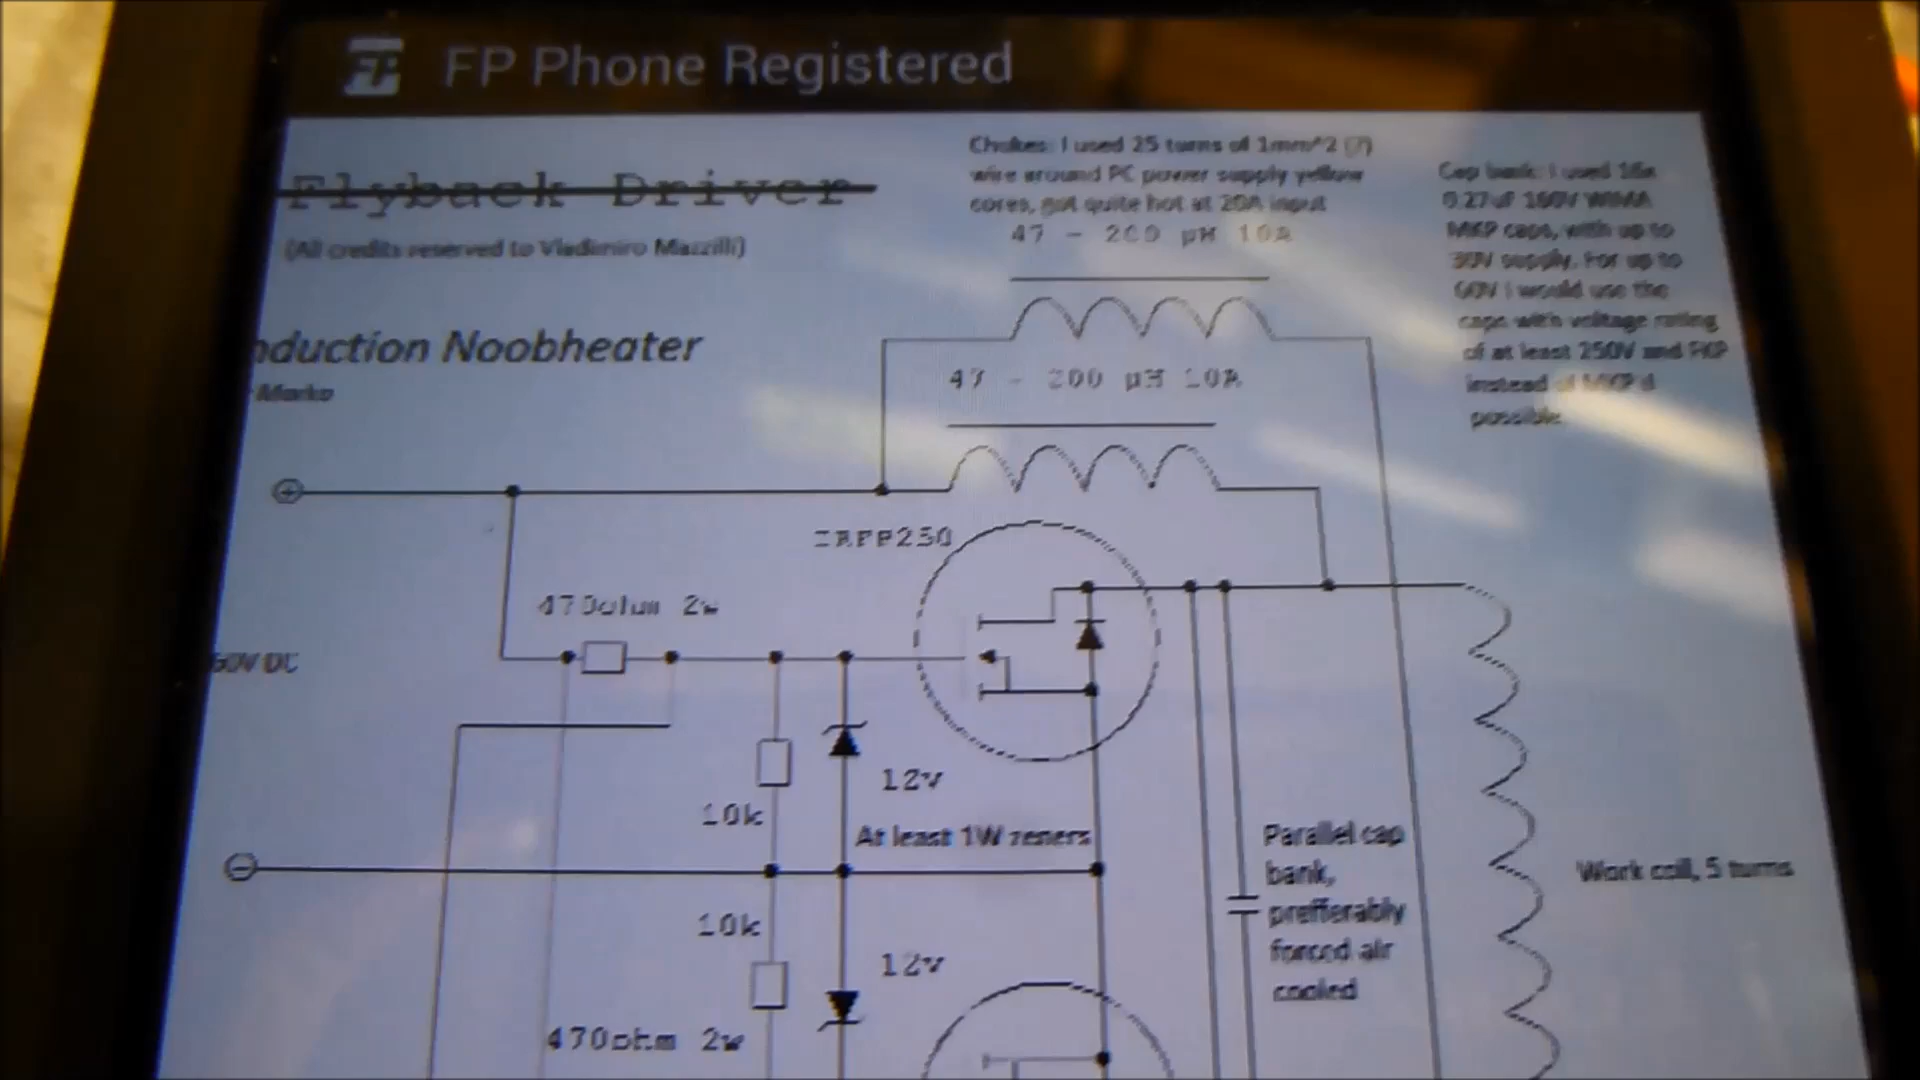 FP Phone Registered
Flyback Driver
(All credits reserved to Vladimiro Mazzilli)
nduction Noobheater
Marko
Chokes: I used 25 turns of 1mm^2 (?)
wire around PC power supply yellow
cores, got quite hot at 20A input
47 - 200 µH 10A
47 - 200 µH 10A
Cap bank: I used 16x
0.27uF 160V WIMA
MKP caps, with up to
30V supply. For up to
60V I would use the
caps with voltage rating
of at least 250V and FKP
instead of MKP if
possible
IRFP250
470ohm 2w
60V DC
10k
12v
At least 1W zeners
10k
12v
470ohm 2w
Parallel cap
bank,
prefferably
forced air
cooled
Work coil, 5 turns